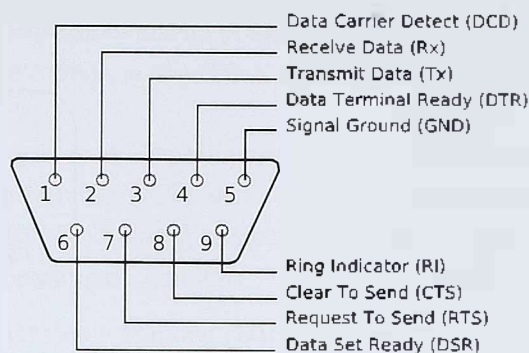 Data Carrier Detect (DCD)
Receive Data (Rx)
Transmit Data (Tx)
Data Terminal Ready (DTR)
Signal Ground (GND)
1 2 3 4 5
6 7 8 9
Ring Indicator (RI)
Clear To Send (CTS)
Request To Send (RTS)
Data Set Ready (DSR)